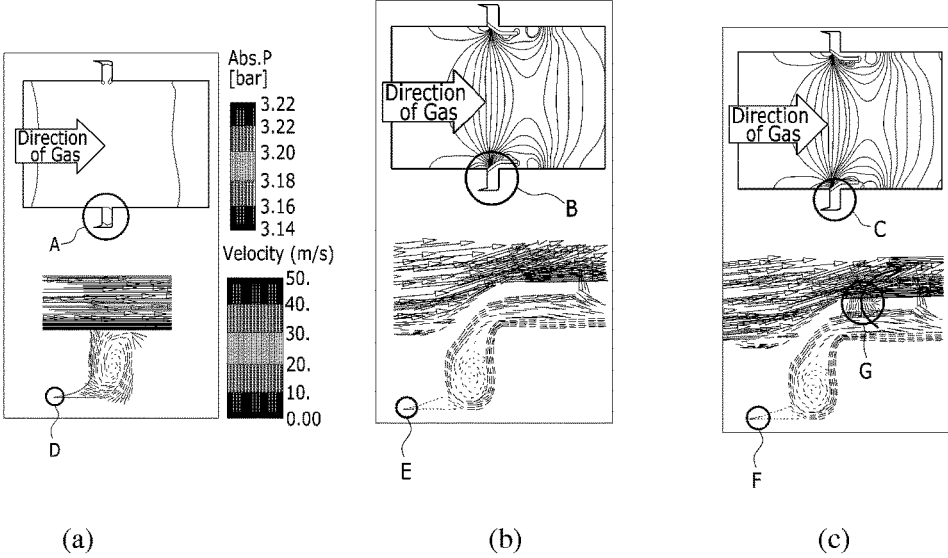 Direction
of Gas
A
D
Abs.P
[bar]
3.22
3.22
3.20
3.18
3.16
3.14
Velocity (m/s)
50.
40.
30.
20.
10.
0.00
Direction
of Gas
B
E
Direction
of Gas
C
G
F
(a)
(b)
(c)